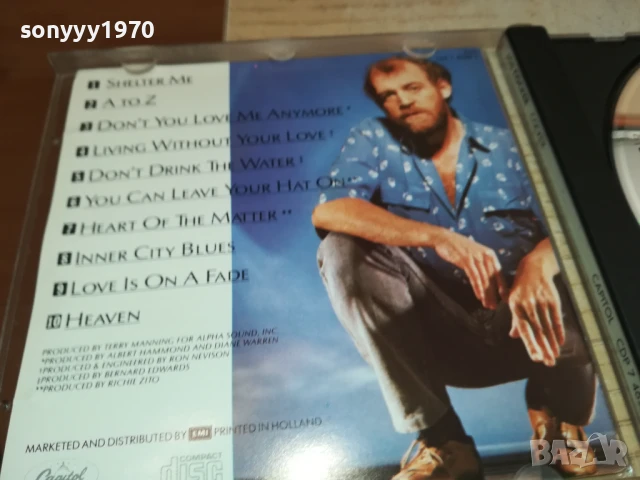 sonyyy1970
1 SHELTER ME
2 A TO Z
3 DON'T YOU LOVE ME ANYMORE*
4 LIVING WITHOUT YOUR LOVE†
5 DON'T DRINK THE WATER‡
6 YOU CAN LEAVE YOUR HAT ON**
7 HEART OF THE MATTER**
8 INNER CITY BLUES
9 LOVE IS ON A FADE
10 HEAVEN
PRODUCED BY TERRY MANNING FOR ALPHA SOUND, INC.
*PRODUCED BY ALBERT HAMMOND AND DIANE WARREN
†PRODUCED & ENGINEERED BY RON NEVISON
‡PRODUCED BY BERNARD EDWARDS
**PRODUCED BY RICHIE ZITO
MARKETED AND DISTRIBUTED BY EMI PRINTED IN HOLLAND
Capitol
COMPACT
disc
CAPITOL CDP 7
BAZAR